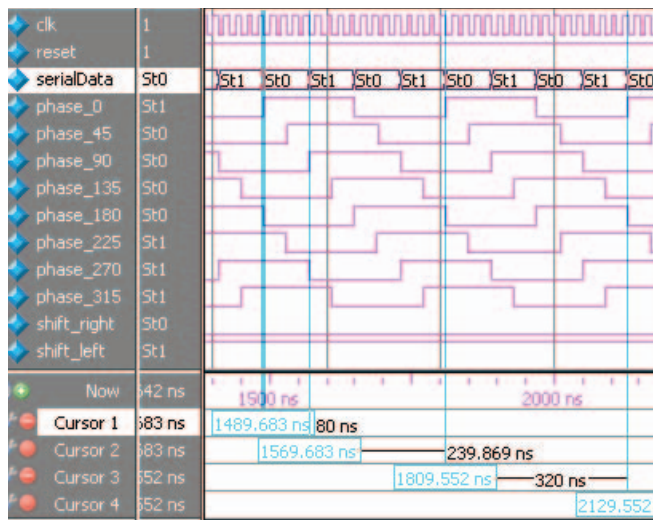 clk 1
reset 1
serialData St0 St1 St0 St1 St0 St1 St0 St1 St0 St1 St0
phase_0 St1
phase_45 St0
phase_90 St0
phase_135 St0
phase_180 St0
phase_225 St1
phase_270 St1
phase_315 St1
shift_right St0
shift_left St1
Now 542 ns 1500 ns 2000 ns
Cursor 1 583 ns 1489.683 ns 80 ns
Cursor 2 583 ns 1569.683 ns 239.869 ns
Cursor 3 552 ns 1809.552 ns 320 ns
Cursor 4 552 ns 2129.552